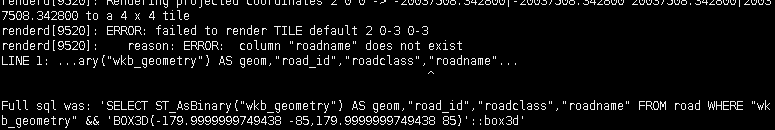 renderd[9520]: Rendering projected coordinates 2 0 0 -> -20037508.342800|-20037508.342800 20037508.342800|2003
7508.342800 to a 4 x 4 tile
renderd[9520]: ERROR: failed to render TILE default 2 0-3 0-3
renderd[9520]:    reason: ERROR:  column "roadname" does not exist
LINE 1: ...ary("wkb_geometry") AS geom,"road_id","roadclass","roadname"...
^
Full sql was: 'SELECT ST_AsBinary("wkb_geometry") AS geom,"road_id","roadclass","roadname" FROM road WHERE "wk
b_geometry" && 'BOX3D(-179.9999999749438 -85,179.9999999749438 85)'::box3d'